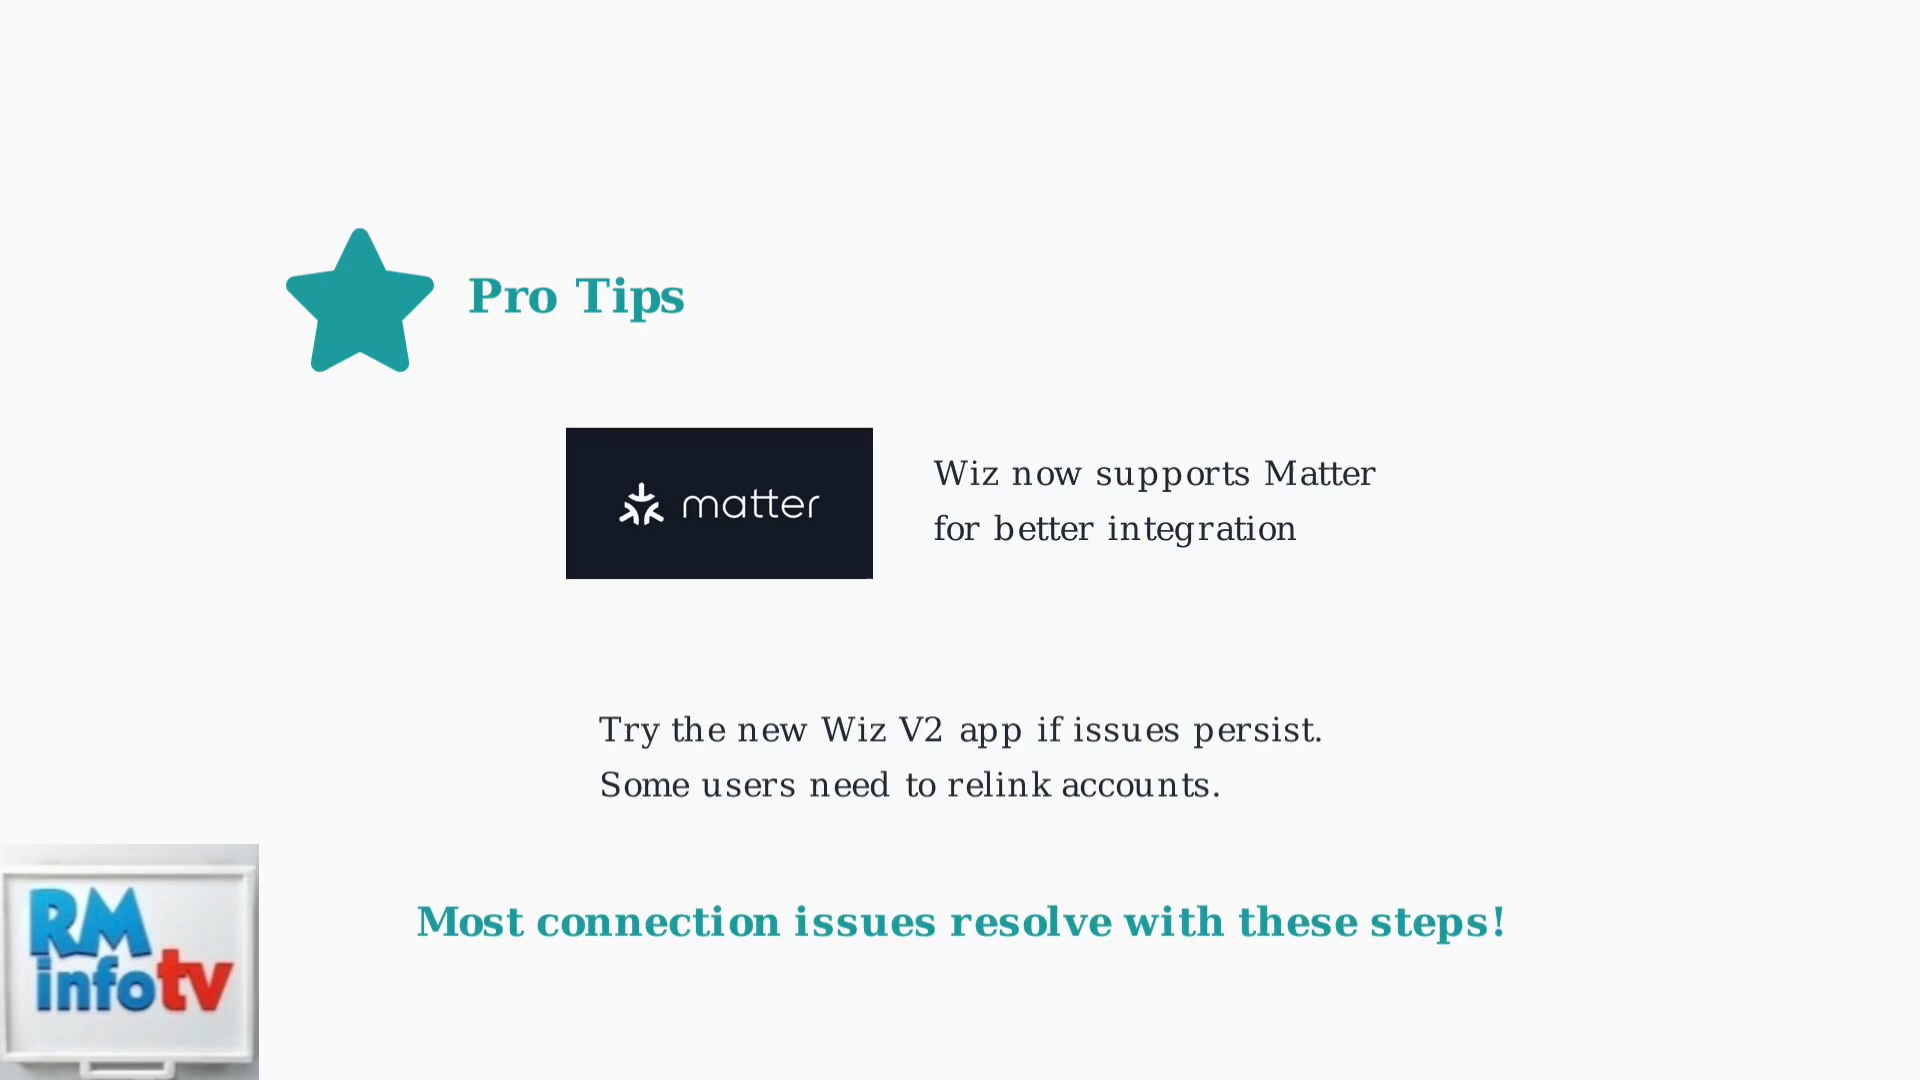 Pro Tips
matter
Wiz now supports Matter
for better integration
Try the new Wiz V2 app if issues persist.
Some users need to relink accounts.
Most connection issues resolve with these steps!
RM
infotv